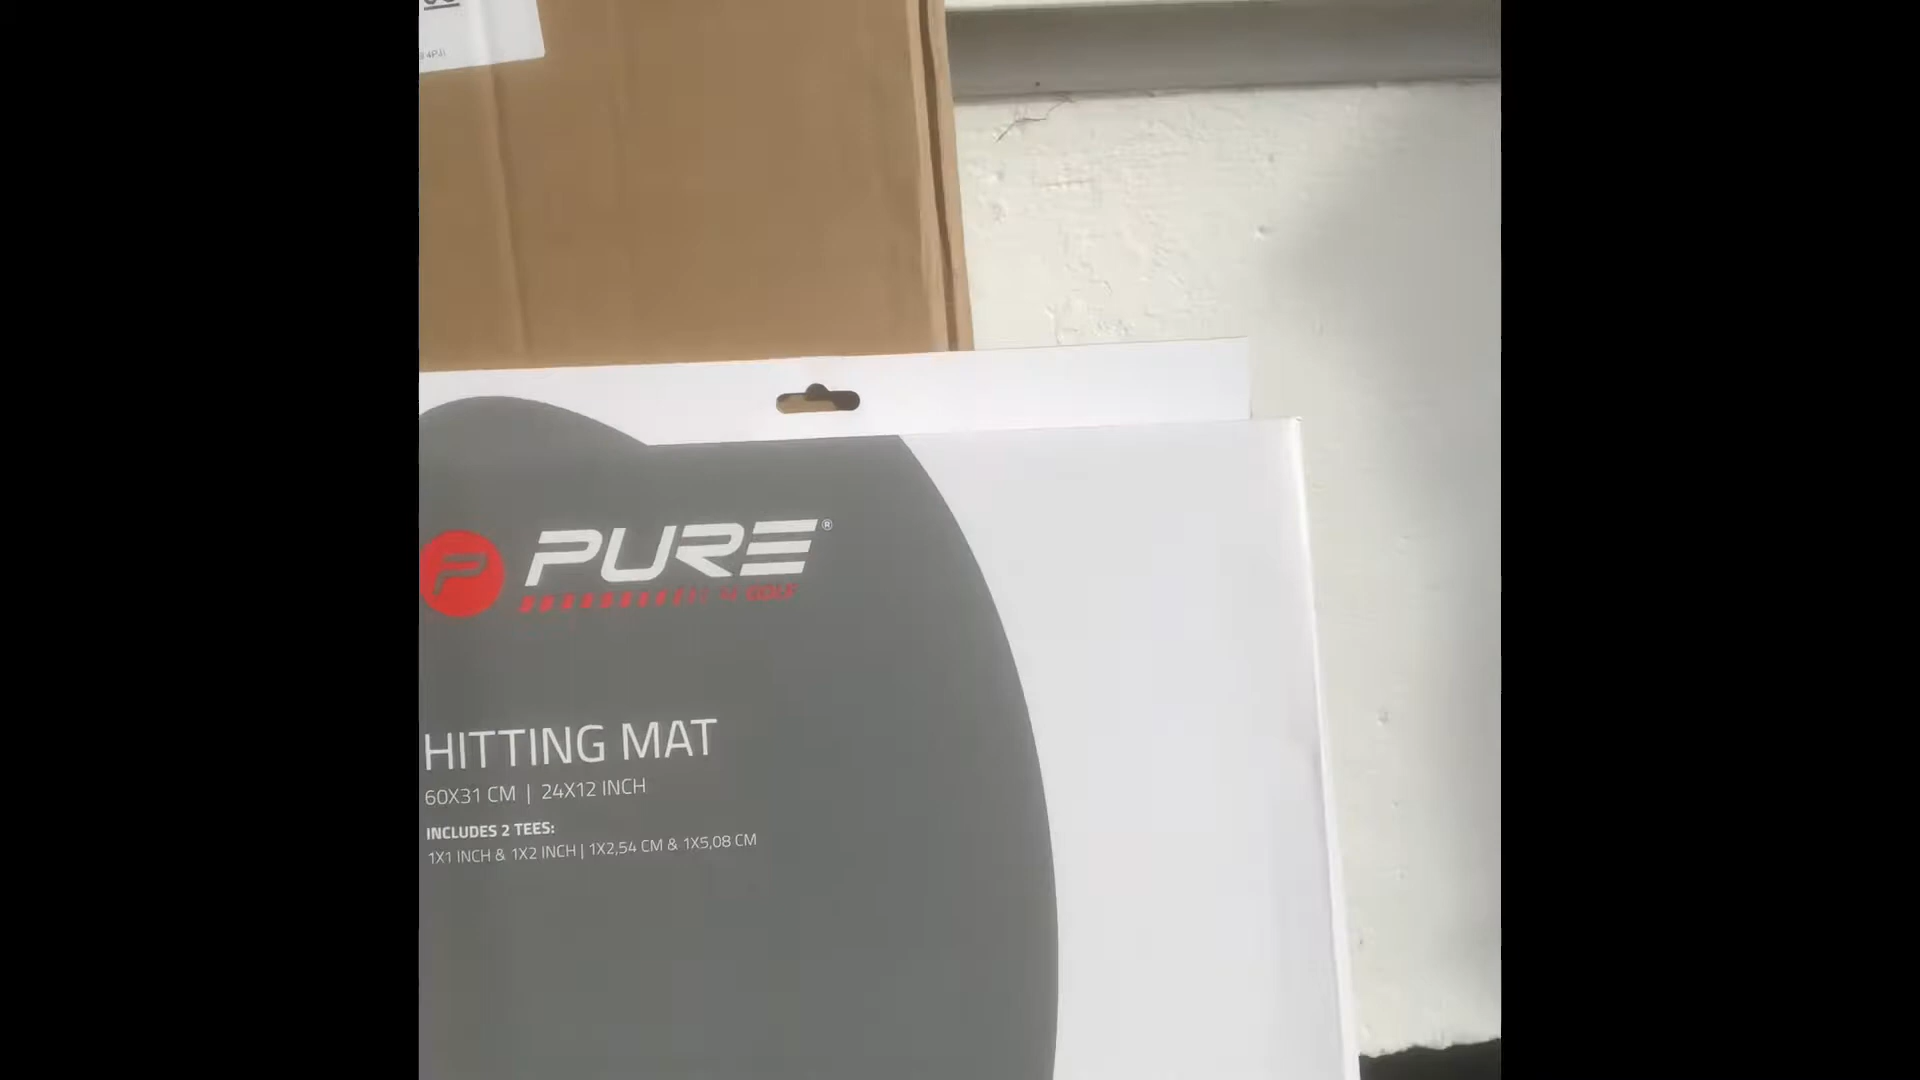 PURE®
GOLF
HITTING MAT
60X31 CM | 24X12 INCH
INCLUDES 2 TEES:
1X1 INCH & 1X2 INCH | 1X2,54 CM & 1X5,08 CM